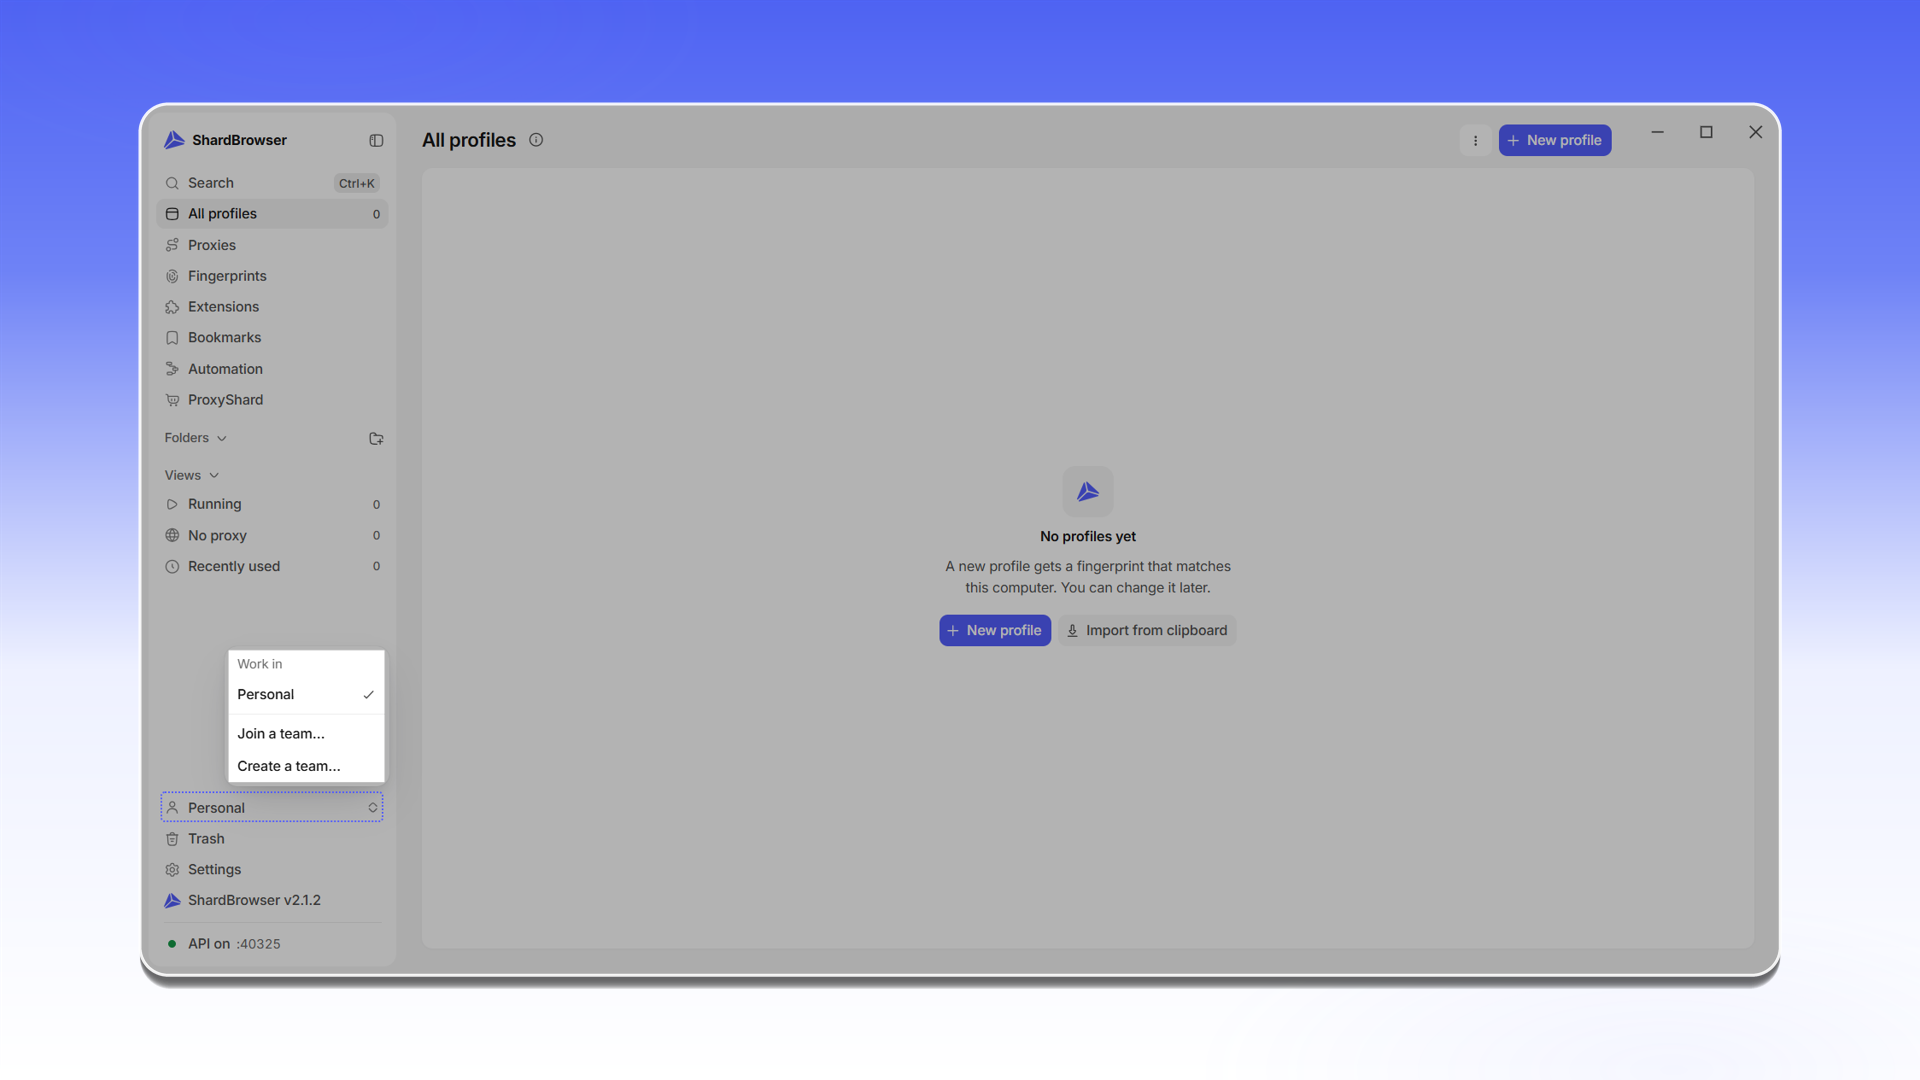 ShardBrowser
Search
Ctrl+K
All profiles
0
Proxies
Fingerprints
Extensions
Bookmarks
Automation
ProxyShard
Folders
Views
Running
0
No proxy
0
Recently used
0
Work in
Personal
Join a team...
Create a team...
Personal
Trash
Settings
ShardBrowser v2.1.2
API on :40325
All profiles
New profile
No profiles yet
A new profile gets a fingerprint that matches
this computer. You can change it later.
New profile
Import from clipboard